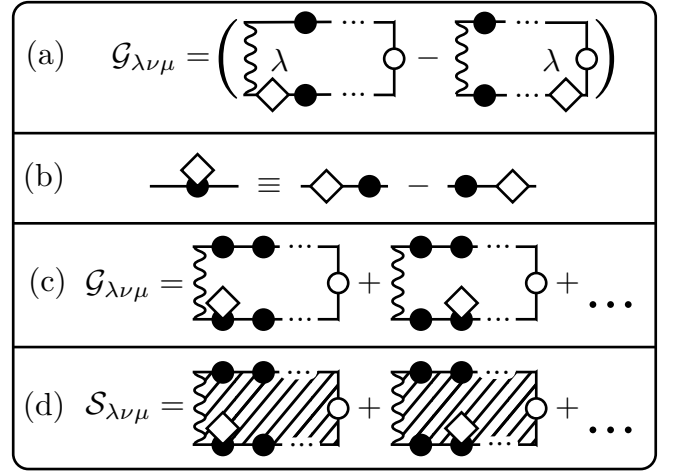 (a) 𝒢λνμ = ( λ ··· − λ ··· )
(b) ≡ −
(c) 𝒢λνμ = ··· + ··· + ···
(d) 𝒮λνμ = ··· + ··· + ···